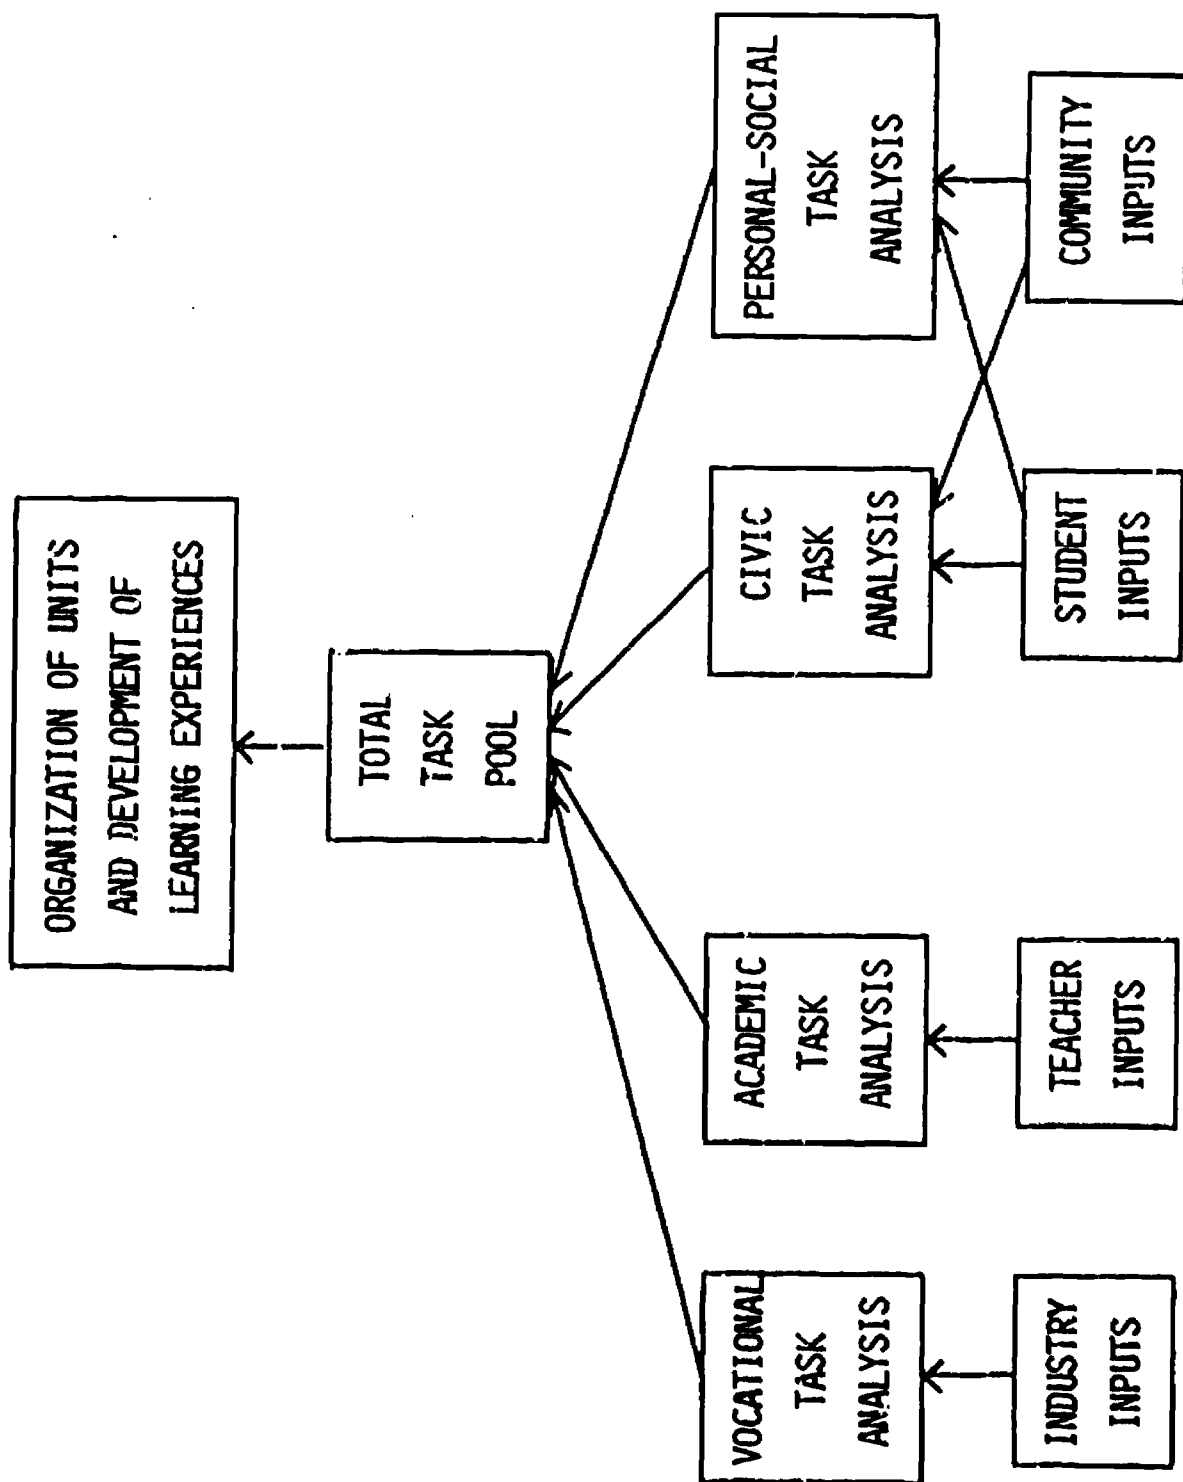 ORGANIZATION OF UNITS
AND DEVELOPMENT OF
LEARNING EXPERIENCES
TOTAL
TASK
POOL
VOCATIONAL
TASK
ANALYSIS
ACADEMIC
TASK
ANALYSIS
CIVIC
TASK
ANALYSIS
PERSONAL-SOCIAL
TASK
ANALYSIS
INDUSTRY
INPUTS
TEACHER
INPUTS
STUDENT
INPUTS
COMMUNITY
INPUTS